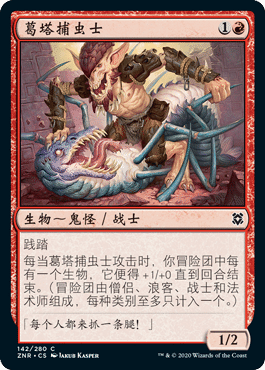 葛塔捕虫士 1
生物～鬼怪／战士
践踏
每当葛塔捕虫士攻击时，你冒险团中每
有一个生物，它便得+1/+0直到回合结
束。（冒险团由僧侣、浪客、战士和法
术师组成，每种类别至多只计入一个。）
「每个人都来抓一条腿！」
1/2
142/280 C
ZNR • CS JAKUB KASPER
™ & © 2020 Wizards of the Coast